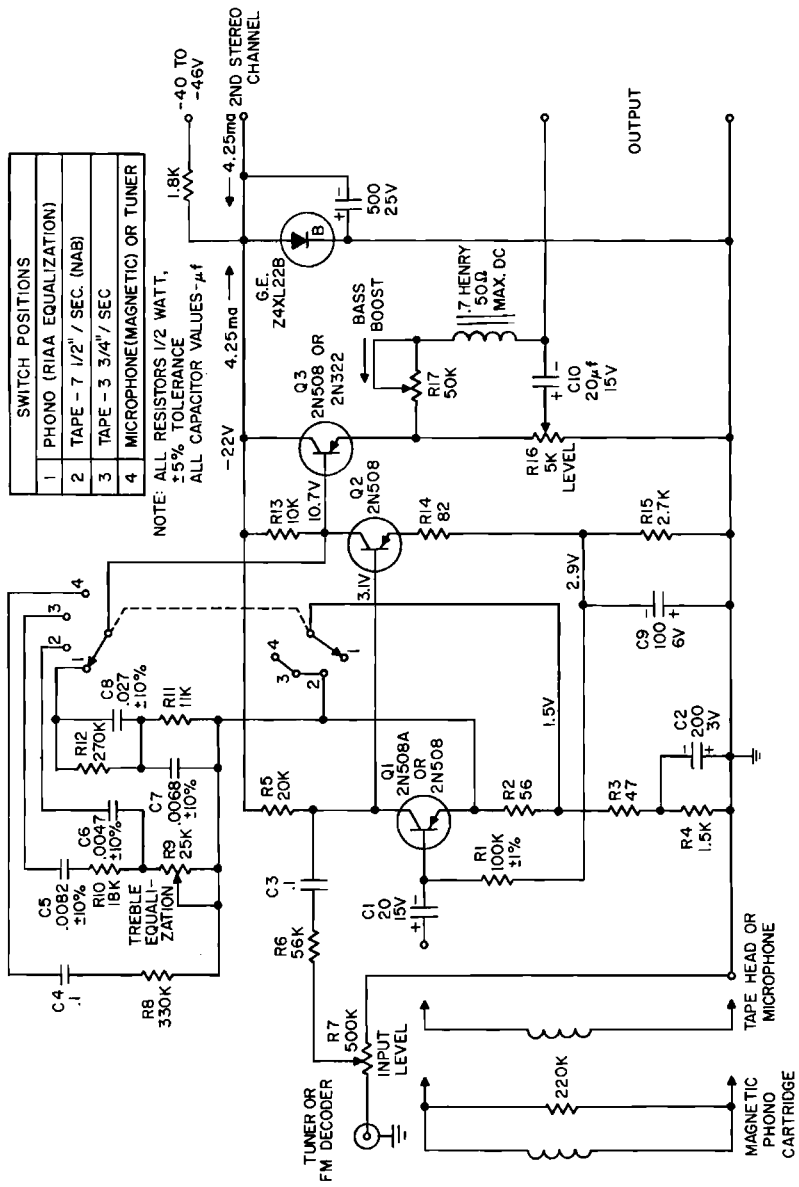 SWITCH POSITIONS
1 PHONO (RIAA EQUALIZATION)
2 TAPE - 7 1/2" / SEC. (NAB)
3 TAPE - 3 3/4" / SEC
4 MICROPHONE(MAGNETIC) OR TUNER
NOTE: ALL RESISTORS 1/2 WATT,
±5% TOLERANCE
ALL CAPACITOR VALUES-μf
1.8K
-40 TO
-46V
-22V
4.25ma
4.25ma
2ND STEREO
CHANNEL
G.E.
Z4XL22B
B
- +
500
25V
C4
.1
R8
330K
C5
.0082
±10%
R10
18K
TREBLE
EQUALI-
ZATION
C6
.0047
±10%
R9
25K
R12
270K
C7
.0068
±10%
C8
.027
±10%
R11
11K
1
2
3
4
4
3
2
1
R13
10K
10.7V
Q3
2N508 OR
2N322
Q2
2N508
3.1V
R14
82
2.9V
R15
2.7K
BASS
BOOST
R17
50K
.7 HENRY
50Ω
MAX. DC
R16
5K
LEVEL
+ -
C10
20μf
15V
OUTPUT
R5
20K
C3
.1
R6
56K
Q1
2N508A
OR
2N508
R2
56
1.5V
R3
47
R4
1.5K
-
+
C2
200
3V
C9
100
6V
-
+
C1
20
15V
+ -
R1
100K
±1%
TUNER OR
FM DECODER
R7
500K
INPUT
LEVEL
220K
MAGNETIC
PHONO
CARTRIDGE
TAPE HEAD OR
MICROPHONE